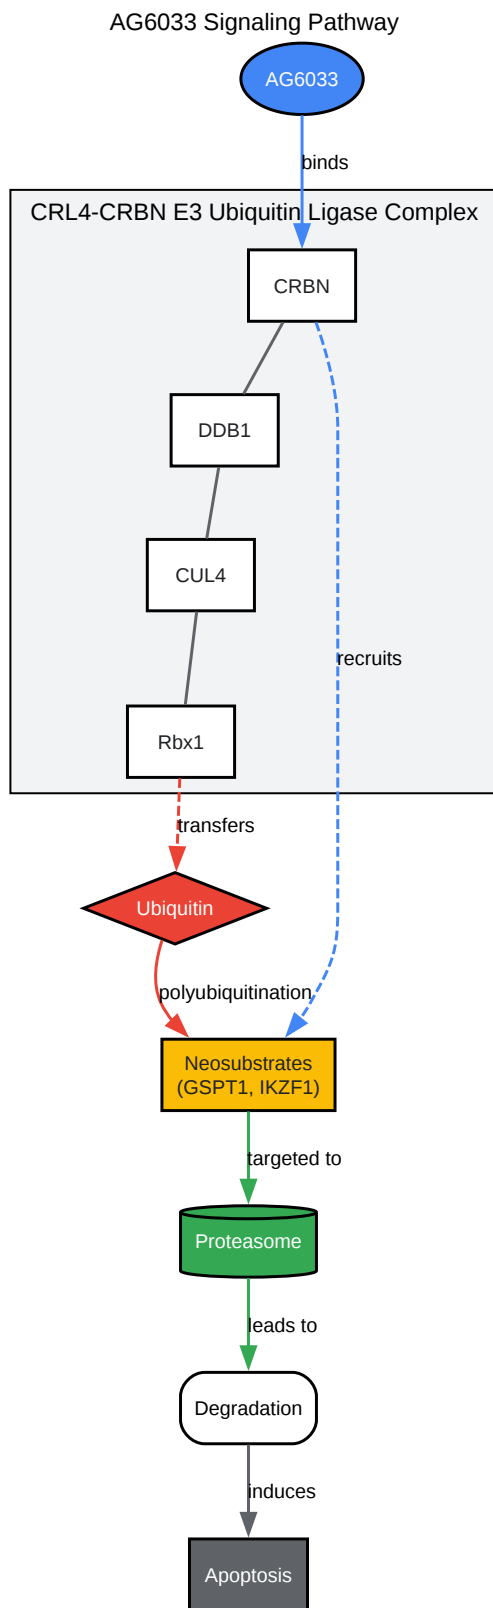 AG6033 Signaling Pathway
AG6033
binds
CRL4-CRBN E3 Ubiquitin Ligase Complex
CRBN
DDB1
CUL4
recruits
Rbx1
transfers
Ubiquitin
polyubiquitination
Neosubstrates
(GSPT1, IKZF1)
targeted to
Proteasome
leads to
Degradation
induces
Apoptosis